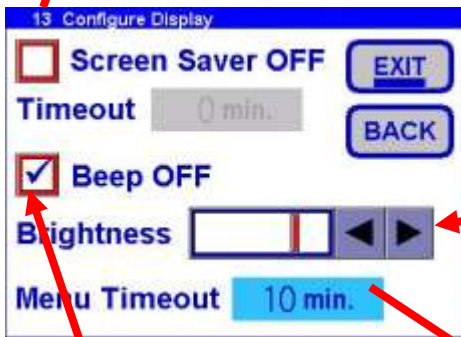 13 Configure Display
Screen Saver OFF
EXIT
Timeout 0 min.
BACK
Beep OFF
Brightness
Menu Timeout 10 min.